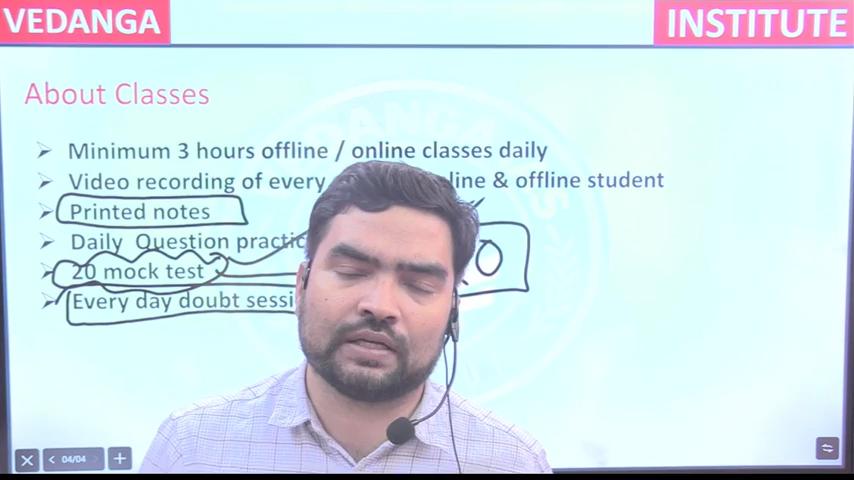 VEDANGA INSTITUTE
About Classes
➢ Minimum 3 hours offline / online classes daily
➢ Video recording of every line & offline student
➢ Printed notes
➢ Daily Question practic
➢ 20 mock test
➢ Every day doubt sessi
04/04